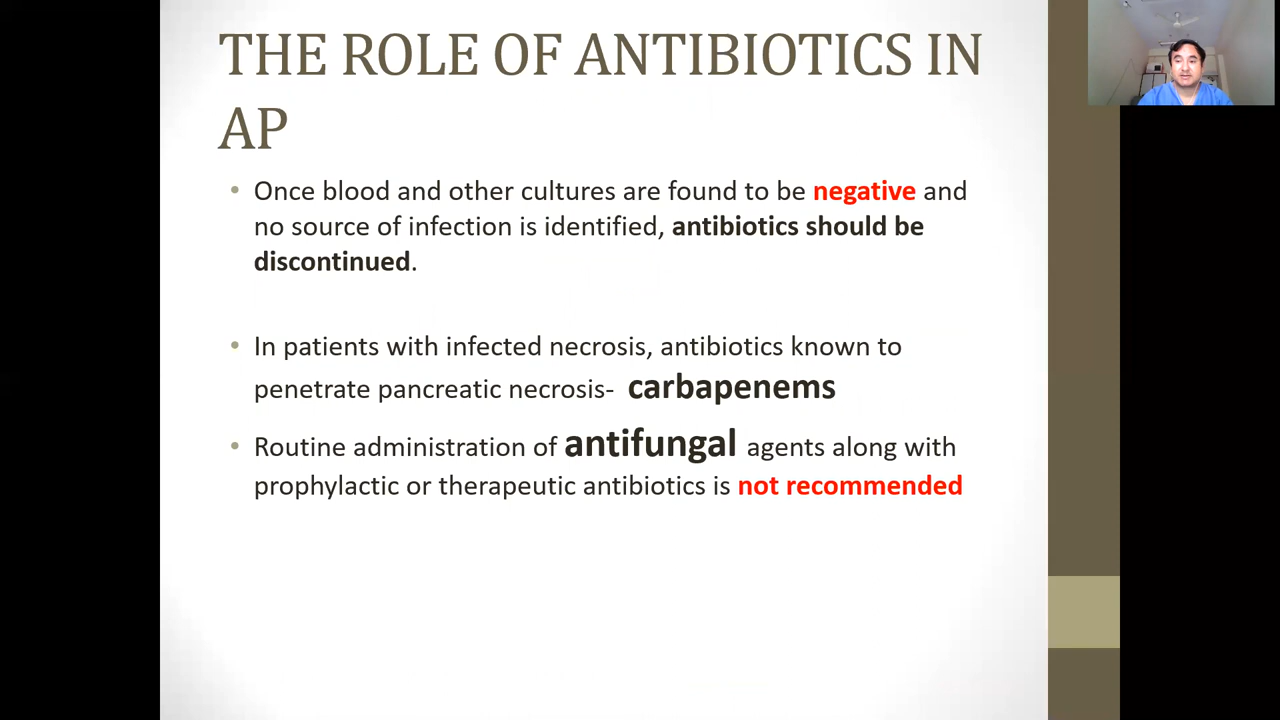 THE ROLE OF ANTIBIOTICS IN
AP
• Once blood and other cultures are found to be negative and
no source of infection is identified, antibiotics should be
discontinued.
• In patients with infected necrosis, antibiotics known to
penetrate pancreatic necrosis- carbapenems
• Routine administration of antifungal agents along with
prophylactic or therapeutic antibiotics is not recommended